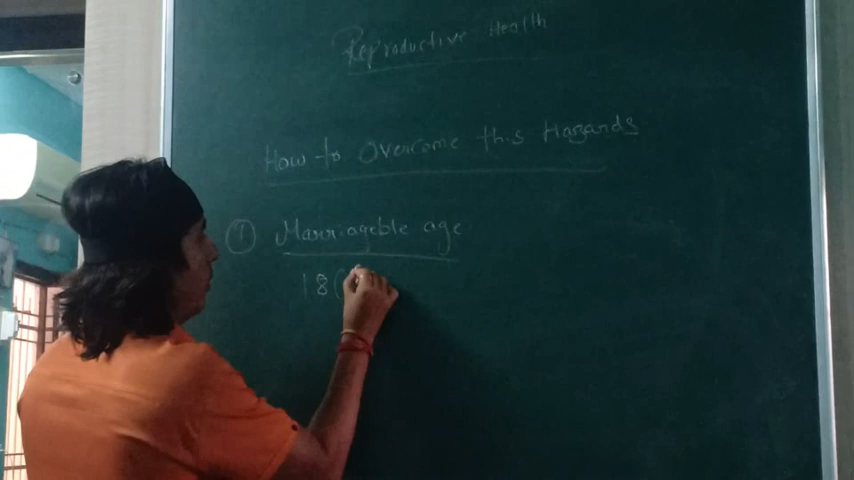 Reproductive Health
How to Overcome this Hazards
① Marriageble age
18(